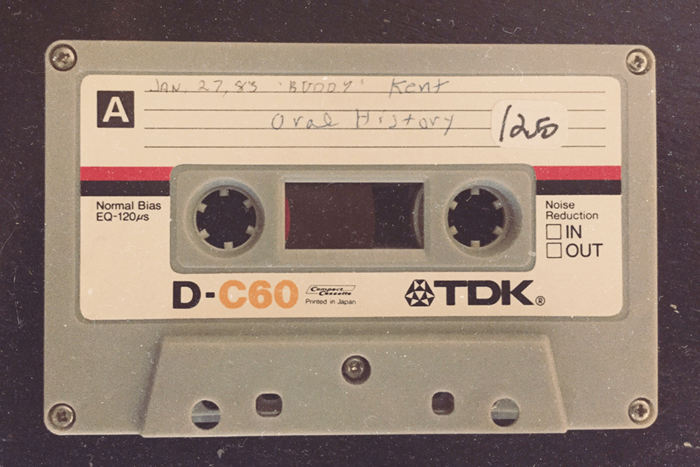 A
JAN. 27, 83 "BUDDY" Kent
Oral History
1250
Normal Bias
EQ-120μs
Noise
Reduction
IN
OUT
D-C60
Compact
Cassette
Printed in Japan
TDK®